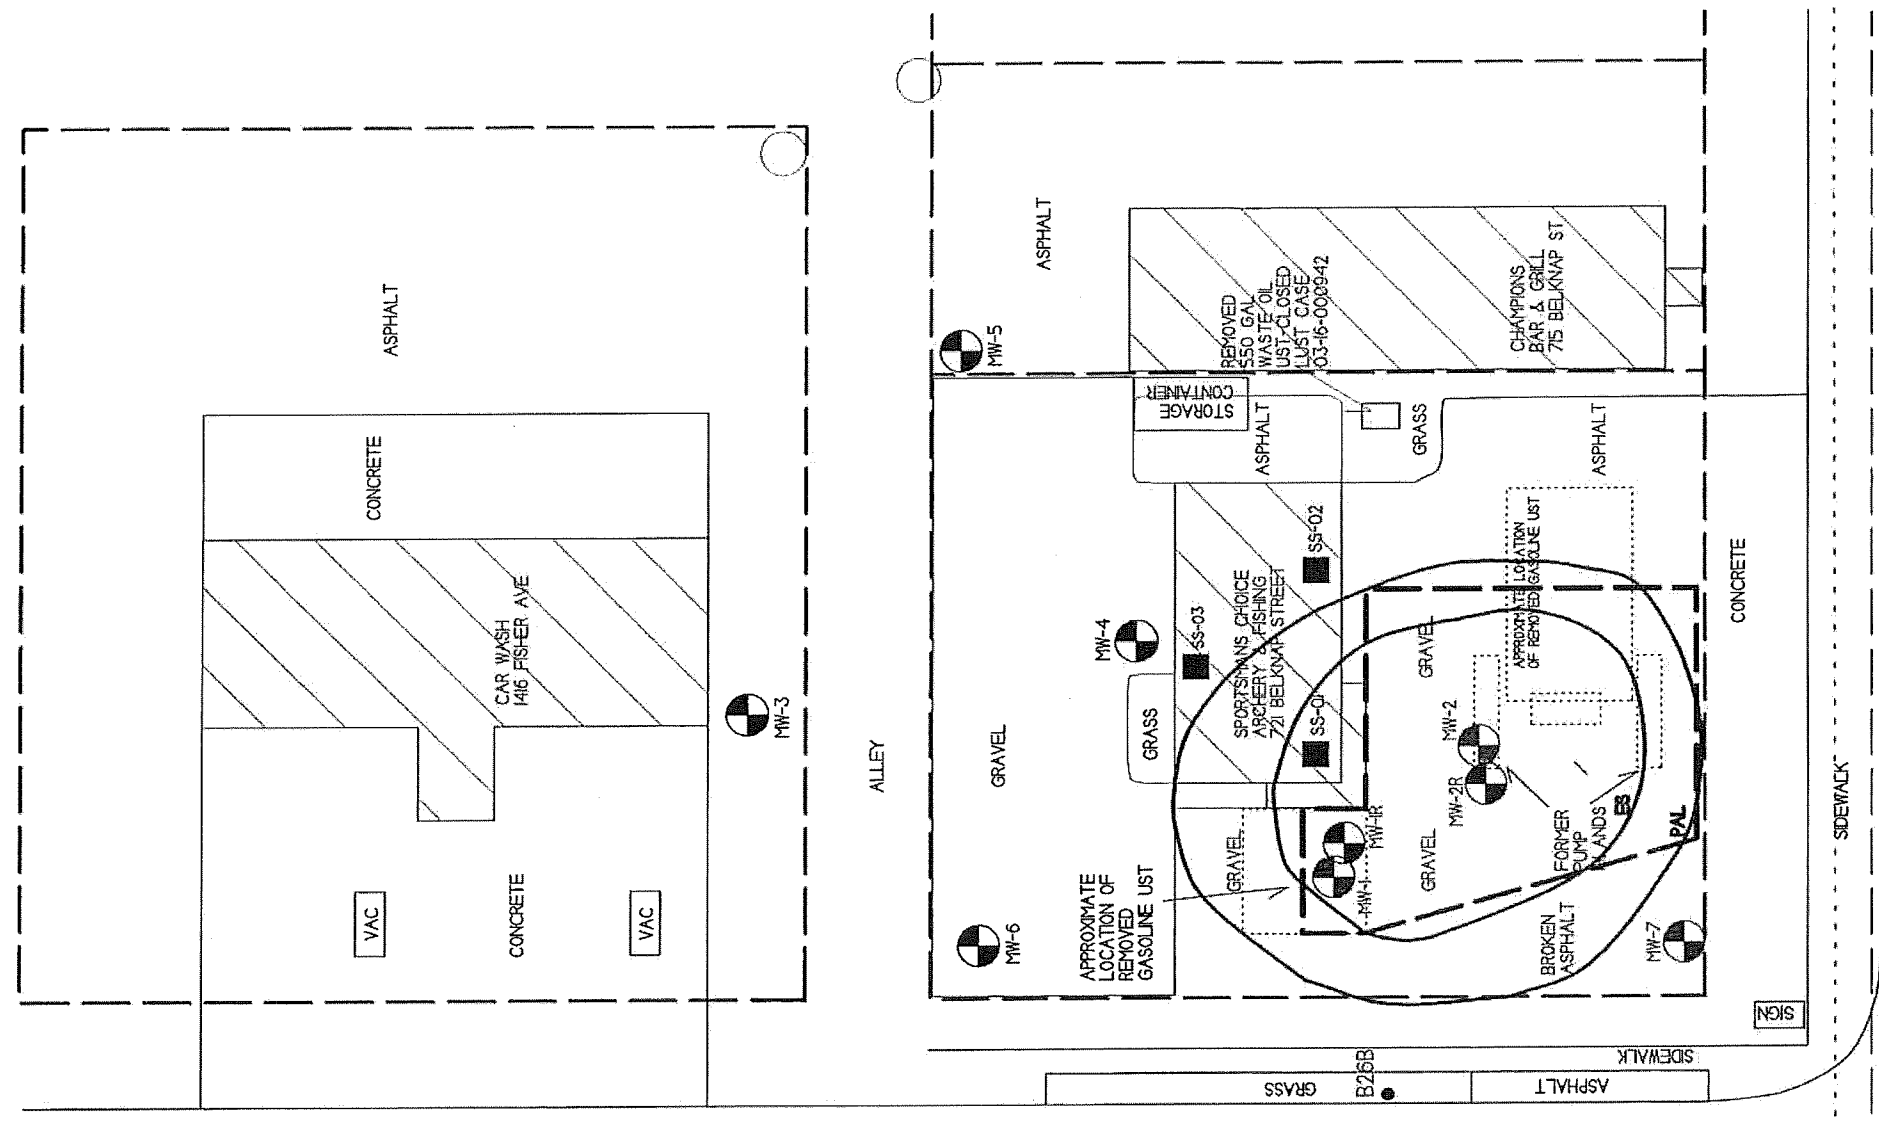 ASPHALT
CONCRETE
CAR WASH
1416 FISHER AVE
VAC
CONCRETE
VAC
MW-3
ALLEY
ASPHALT
MW-5
REMOVED
550 GAL
WASTE OIL
UST-CLOSED
LUST CASE
03-16-000942
CHAMPIONS
BAR & GRILL
715 BELKNAP ST
STORAGE
CONTAINER
ASPHALT
GRASS
ASPHALT
SS-02
MW-4
SS-03
SPORTSMANS CHOICE
ARCHERY & FISHING
721 BELKNAP STREET
SS-01
GRASS
GRAVEL
GRAVEL
APPROXIMATE LOCATION
OF REMOVED GASOLINE UST
CONCRETE
MW-2
MW-2R
MW-1R
MW-1
GRAVEL
GRAVEL
FORMER
PUMP
ISLANDS
ES
PAL
APPROXIMATE
LOCATION OF
REMOVED
GASOLINE UST
MW-6
BROKEN
ASPHALT
MW-7
SIDEWALK
SIGN
SIDEWALK
GRASS
B26B
ASPHALT